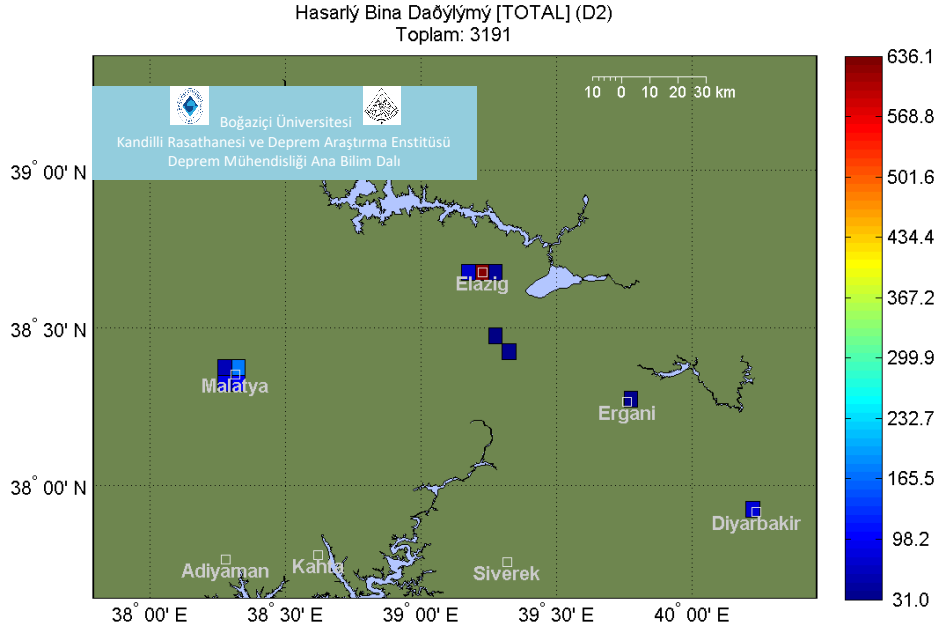 Hasarlý Bina Daðýlýmý [TOTAL] (D2)
Toplam: 3191
10 0 10 20 30 km
Boğaziçi Üniversitesi
Kandilli Rasathanesi ve Deprem Araştırma Enstitüsü
Deprem Mühendisliği Ana Bilim Dalı
39° 00' N
38° 30' N
38° 00' N
Elazig
Malatya
Ergani
Diyarbakir
Adiyaman
Kahta
Siverek
38° 00' E
38° 30' E
39° 00' E
39° 30' E
40° 00' E
636.1
568.8
501.6
434.4
367.2
299.9
232.7
165.5
98.2
31.0